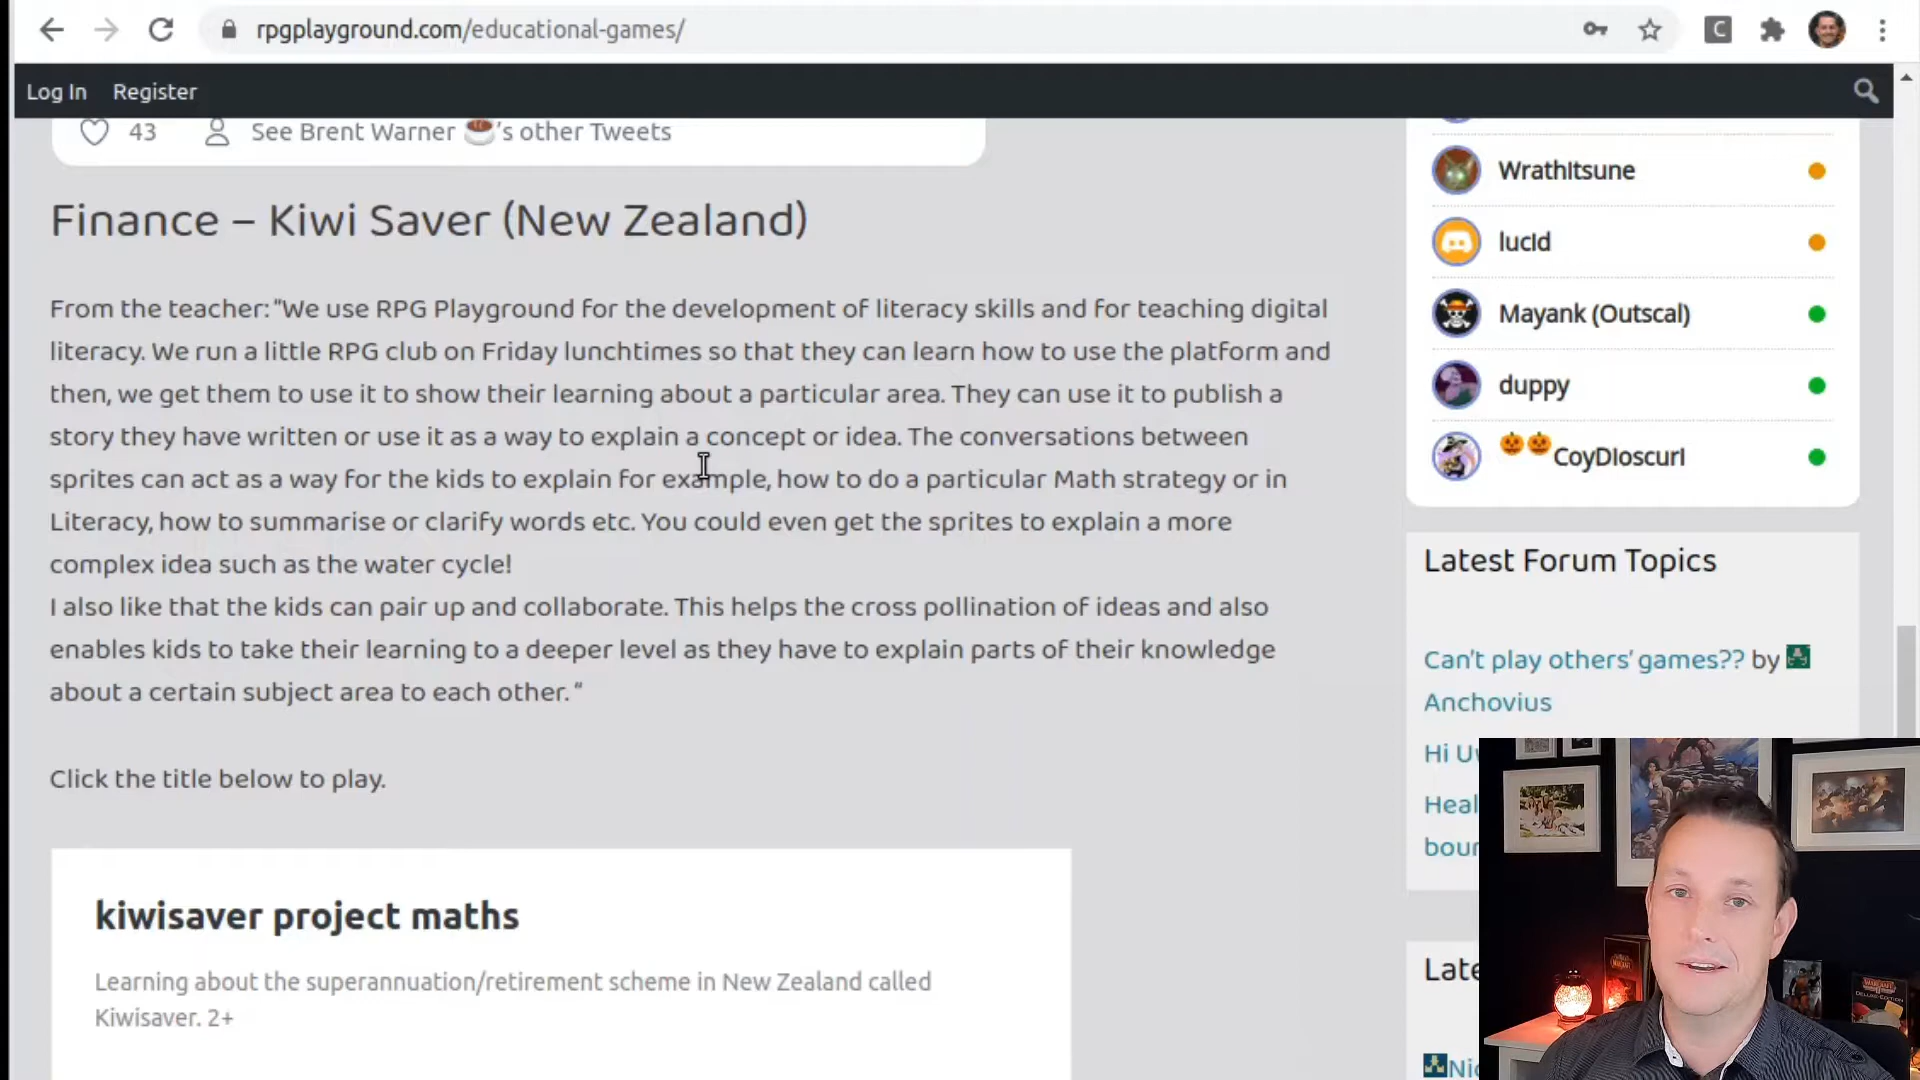 rpgplayground.com/educational-games/
C
Log In Register
43 See Brent Warner ☕'s other Tweets
Finance – Kiwi Saver (New Zealand)
From the teacher: "We use RPG Playground for the development of literacy skills and for teaching digital
literacy. We run a little RPG club on Friday lunchtimes so that they can learn how to use the platform and
then, we get them to use it to show their learning about a particular area. They can use it to publish a
story they have written or use it as a way to explain a concept or idea. The conversations between
sprites can act as a way for the kids to explain for example, how to do a particular Math strategy or in
Literacy, how to summarise or clarify words etc. You could even get the sprites to explain a more
complex idea such as the water cycle!
I also like that the kids can pair up and collaborate. This helps the cross pollination of ideas and also
enables kids to take their learning to a deeper level as they have to explain parts of their knowledge
about a certain subject area to each other. "
Click the title below to play.
kiwisaver project maths
Learning about the superannuation/retirement scheme in New Zealand called
Kiwisaver. 2+
WrathItsune
lucId
Mayank (Outscal)
duppy
🎃🎃CoyDIoscurI
Latest Forum Topics
Can't play others' games?? by
Anchovius
Hi